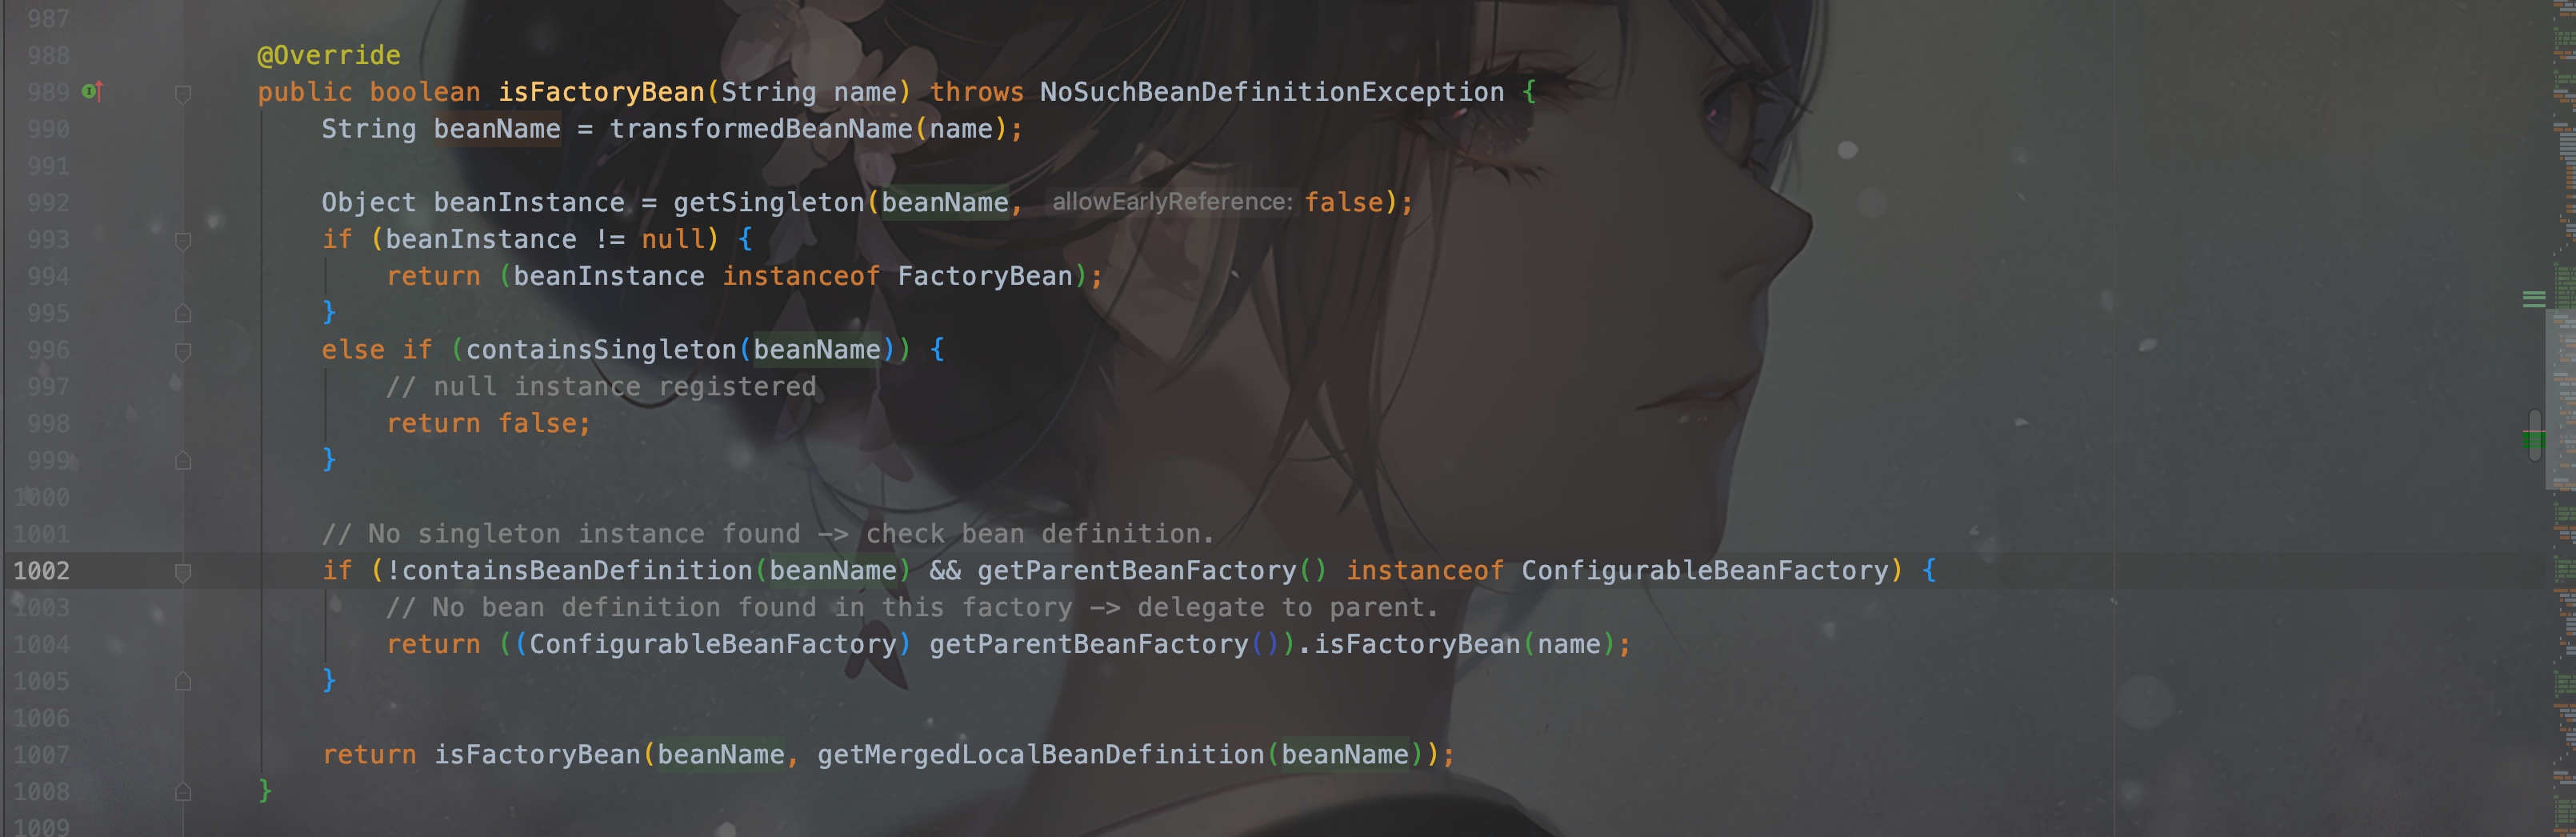 987
988 @Override
989 public boolean isFactoryBean(String name) throws NoSuchBeanDefinitionException {
990 String beanName = transformedBeanName(name);
991
992 Object beanInstance = getSingleton(beanName, allowEarlyReference: false);
993 if (beanInstance != null) {
994 return (beanInstance instanceof FactoryBean);
995 }
996 else if (containsSingleton(beanName)) {
997 // null instance registered
998 return false;
999 }
1000
1001 // No singleton instance found -> check bean definition.
1002 if (!containsBeanDefinition(beanName) && getParentBeanFactory() instanceof ConfigurableBeanFactory) {
1003 // No bean definition found in this factory -> delegate to parent.
1004 return ((ConfigurableBeanFactory) getParentBeanFactory()).isFactoryBean(name);
1005 }
1006
1007 return isFactoryBean(beanName, getMergedLocalBeanDefinition(beanName));
1008 }
1009